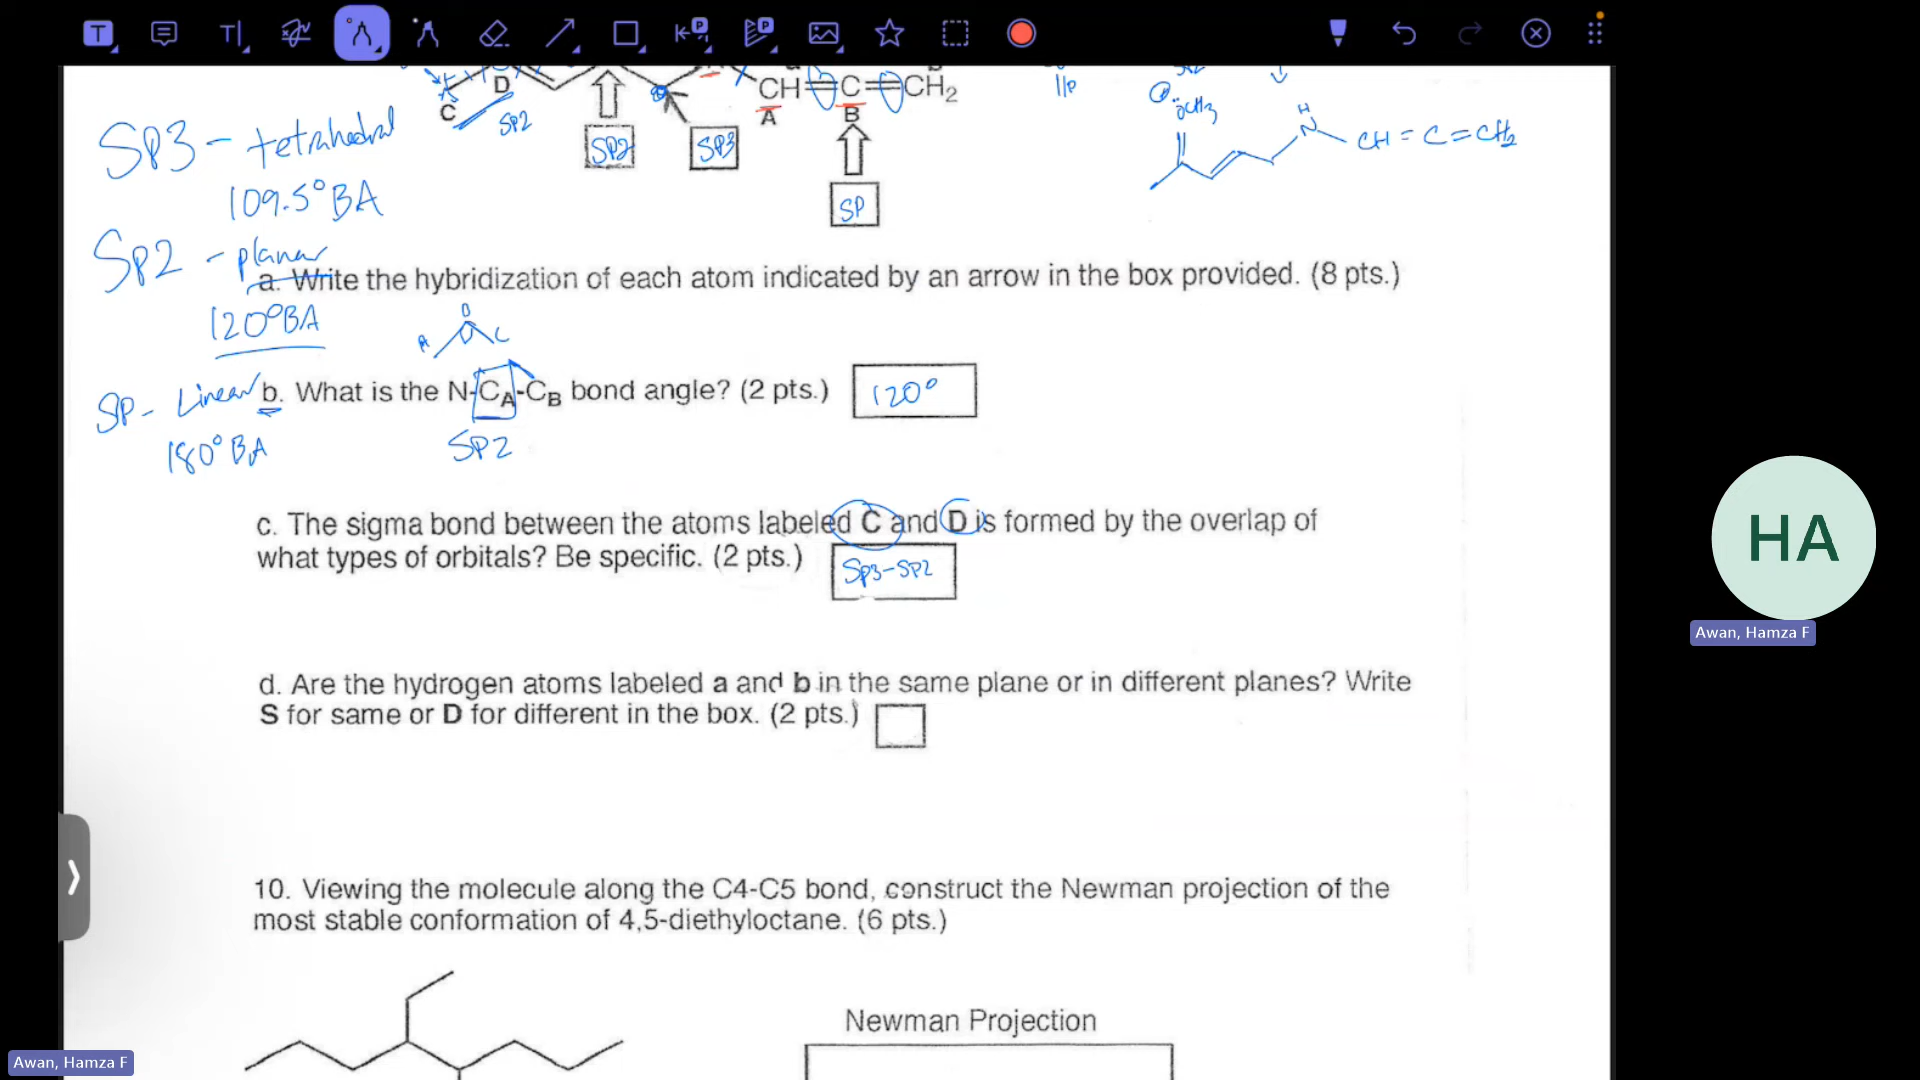 D
CH=C=CH2
C
SP2
A
B
öCH3
H
N
CH=C=CH2
SP3 - tetrahedral
109.5° BA
SP2
SP3
SP
SP2 - planar
120° BA
a. Write the hybridization of each atom indicated by an arrow in the box provided. (8 pts.)
A
C
SP- Linear
180° BA
b. What is the N-CA-CB bond angle? (2 pts.)
120°
SP2
c. The sigma bond between the atoms labeled C and D is formed by the overlap of
what types of orbitals? Be specific. (2 pts.)
SP3-SP2
d. Are the hydrogen atoms labeled a and b in the same plane or in different planes? Write
S for same or D for different in the box. (2 pts.)
10. Viewing the molecule along the C4-C5 bond, construct the Newman projection of the
most stable conformation of 4,5-diethyloctane. (6 pts.)
Newman Projection
HA
Awan, Hamza F
Awan, Hamza F